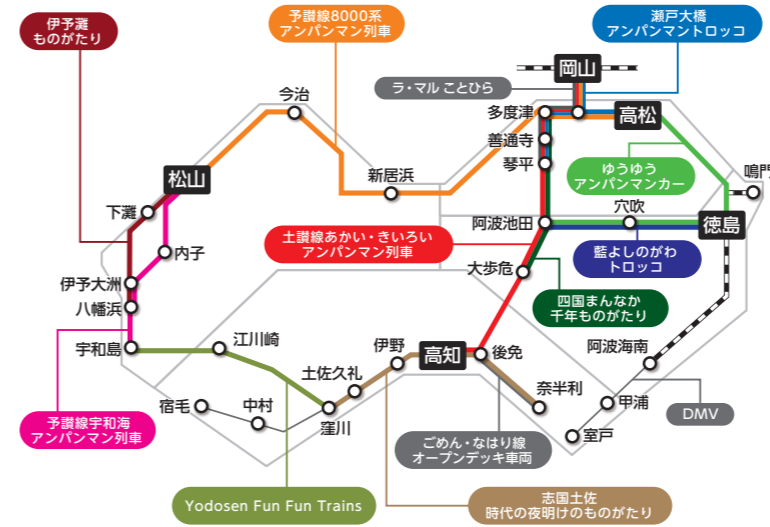 伊予灘
ものがたり
予讃線8000系
アンパンマン列車
瀬戸大橋
アンパンマントロッコ
岡山
ラ・マル ことひら
今治
多度津
高松
善通寺
琴平
ゆうゆう
アンパンマンカー
鳴門
松山
新居浜
穴吹
下灘
阿波池田
徳島
土讃線あかい・きいろい
アンパンマン列車
藍よしのがわ
トロッコ
内子
大歩危
伊予大洲
四国まんなか
千年ものがたり
八幡浜
江川崎
伊野
高知
後免
阿波海南
宇和島
土佐久礼
奈半利
甲浦
DMV
宿毛
中村
窪川
室戸
予讃線宇和海
アンパンマン列車
ごめん・なはり線
オープンデッキ車両
Yodosen Fun Fun Trains
志国土佐
時代の夜明けのものがたり